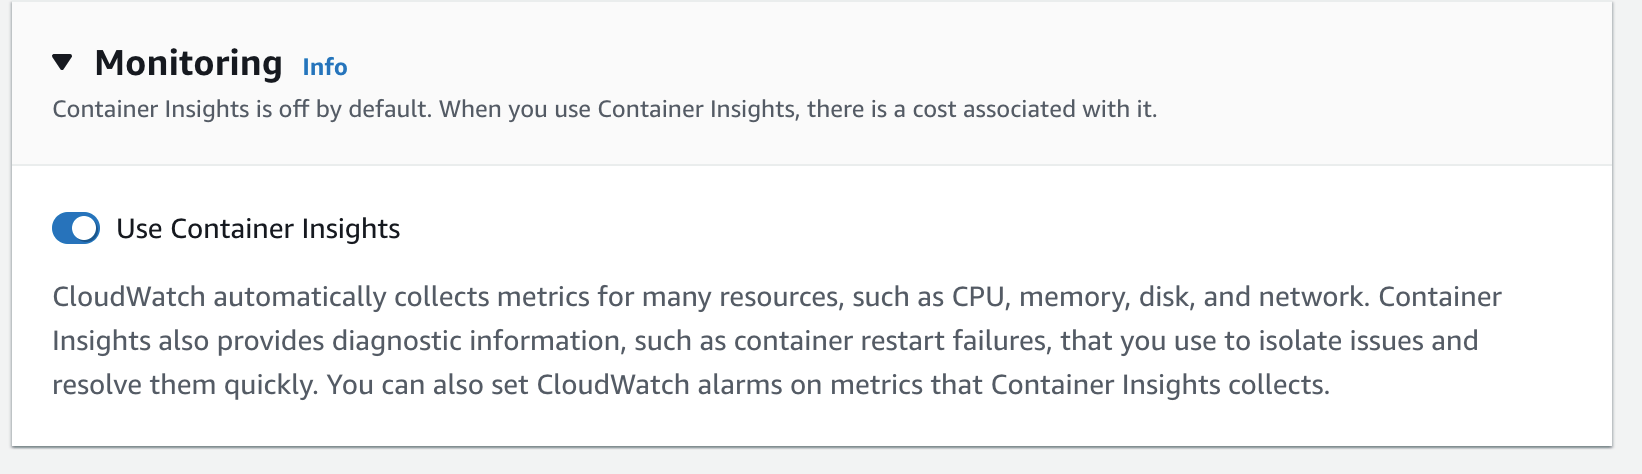 Monitoring Info
Container Insights is off by default. When you use Container Insights, there is a cost associated with it.
Use Container Insights
CloudWatch automatically collects metrics for many resources, such as CPU, memory, disk, and network. Container
Insights also provides diagnostic information, such as container restart failures, that you use to isolate issues and
resolve them quickly. You can also set CloudWatch alarms on metrics that Container Insights collects.